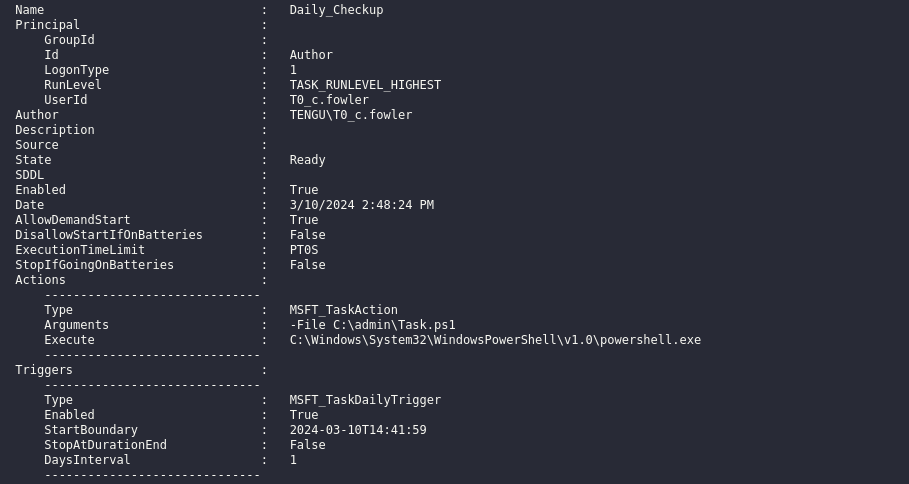 Name : Daily_Checkup
Principal :
GroupId :
Id : Author
LogonType : 1
RunLevel : TASK_RUNLEVEL_HIGHEST
UserId : T0_c.fowler
Author : TENGU\T0_c.fowler
Description :
Source :
State : Ready
SDDL :
Enabled : True
Date : 3/10/2024 2:48:24 PM
AllowDemandStart : True
DisallowStartIfOnBatteries : False
ExecutionTimeLimit : PT0S
StopIfGoingOnBatteries : False
Actions :
------------------------------
Type : MSFT_TaskAction
Arguments : -File C:\admin\Task.ps1
Execute : C:\Windows\System32\WindowsPowerShell\v1.0\powershell.exe
------------------------------
Triggers :
------------------------------
Type : MSFT_TaskDailyTrigger
Enabled : True
StartBoundary : 2024-03-10T14:41:59
StopAtDurationEnd : False
DaysInterval : 1
------------------------------